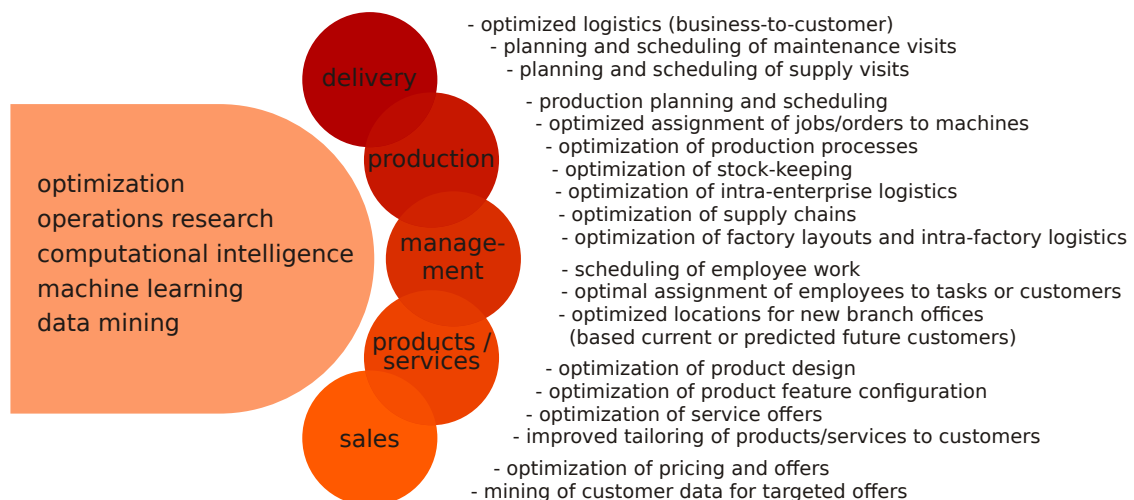 optimization
operations research
computational intelligence
machine learning
data mining
delivery
production
manage-
ment
products /
services
sales
- optimized logistics (business-to-customer)
- planning and scheduling of maintenance visits
- planning and scheduling of supply visits
- production planning and scheduling
- optimized assignment of jobs/orders to machines
- optimization of production processes
- optimization of stock-keeping
- optimization of intra-enterprise logistics
- optimization of supply chains
- optimization of factory layouts and intra-factory logistics
- scheduling of employee work
- optimal assignment of employees to tasks or customers
- optimized locations for new branch offices
(based current or predicted future customers)
- optimization of product design
- optimization of product feature configuration
- optimization of service offers
- improved tailoring of products/services to customers
- optimization of pricing and offers
- mining of customer data for targeted offers